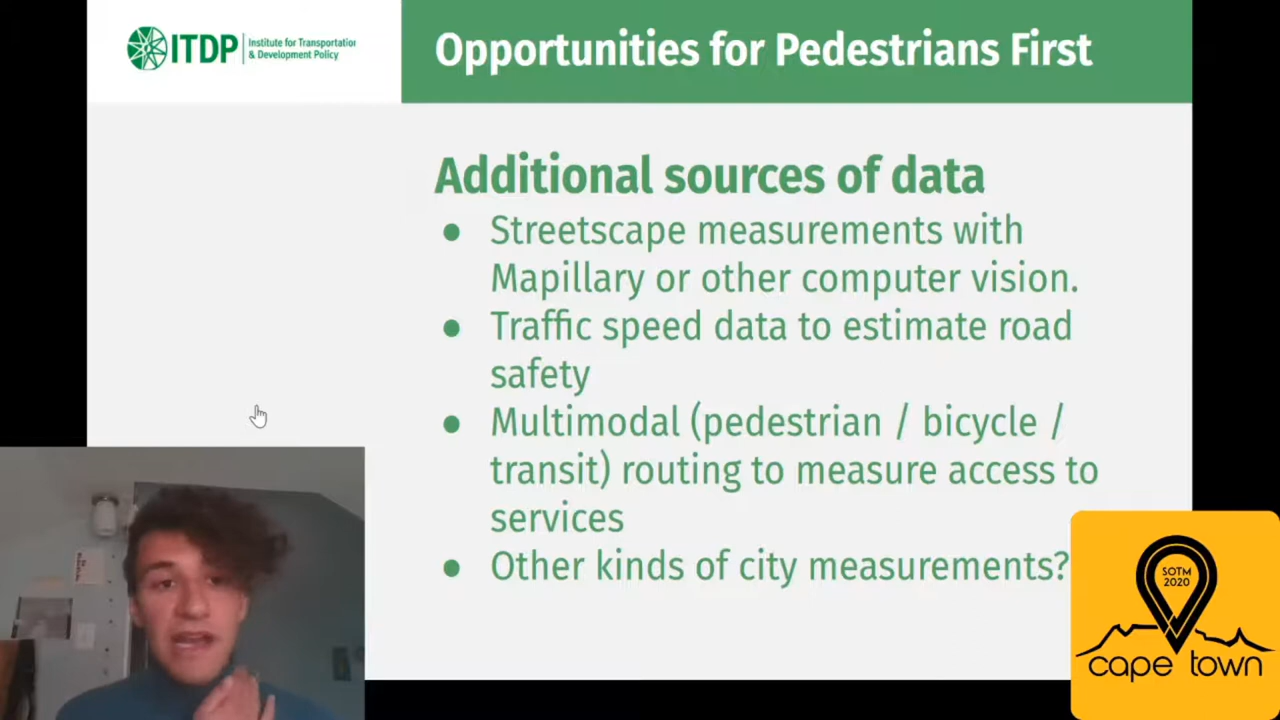 ITDP
Institute for Transportation
& Development Policy
Opportunities for Pedestrians First
Additional sources of data
● Streetscape measurements with
Mapillary or other computer vision.
● Traffic speed data to estimate road
safety
● Multimodal (pedestrian / bicycle /
transit) routing to measure access to
services
● Other kinds of city measurements?
SOTM
2020
cape town